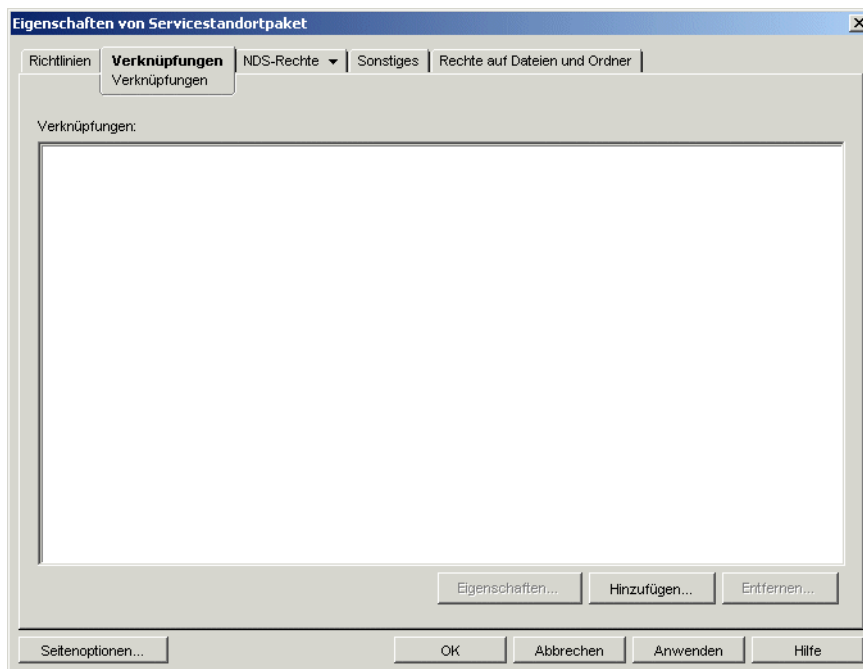 Eigenschaften von Servicestandortpaket
Richtlinien Verknüpfungen NDS-Rechte Sonstiges Rechte auf Dateien und Ordner
Verknüpfungen
Verknüpfungen:
Eigenschaften... Hinzufügen... Entfernen...
Seitenoptionen... OK Abbrechen Anwenden Hilfe